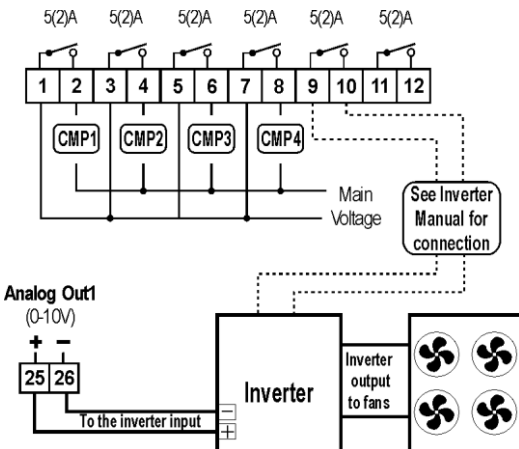 5(2)A 5(2)A 5(2)A 5(2)A 5(2)A 5(2)A
1 2 3 4 5 6 7 8 9 10 11 12
CMP1 CMP2 CMP3 CMP4
Main
Voltage
See Inverter
Manual for
connection
Analog Out1
(0-10V)
+ −
25 26
To the inverter input
−
+
Inverter
Inverter
output
to fans